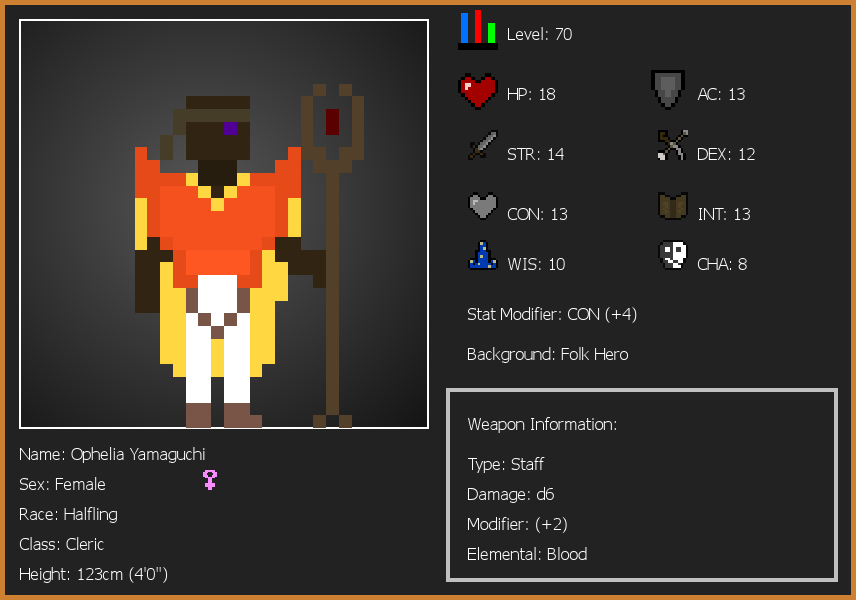 Level: 70
HP: 18
AC: 13
STR: 14
DEX: 12
CON: 13
INT: 13
WIS: 10
CHA: 8
Stat Modifier: CON (+4)
Background: Folk Hero
Weapon Information:
Type: Staff
Damage: d6
Modifier: (+2)
Elemental: Blood
Name: Ophelia Yamaguchi
Sex: Female
Race: Halfling
Class: Cleric
Height: 123cm (4'0")